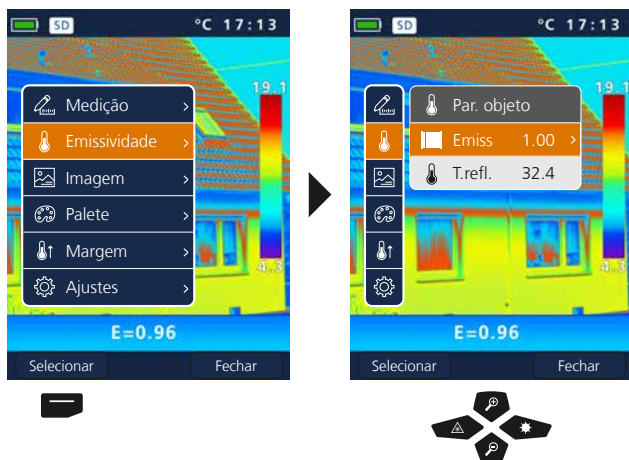 SD °C 17:13
19.1
Medição
Emissividade
Imagem
Palete
Margem
Ajustes
4.3
E=0.96
Selecionar Fechar
SD °C 17:13
19.1
Par. objeto
Emiss 1.00
T.refl. 32.4
4.3
E=0.96
Selecionar Fechar